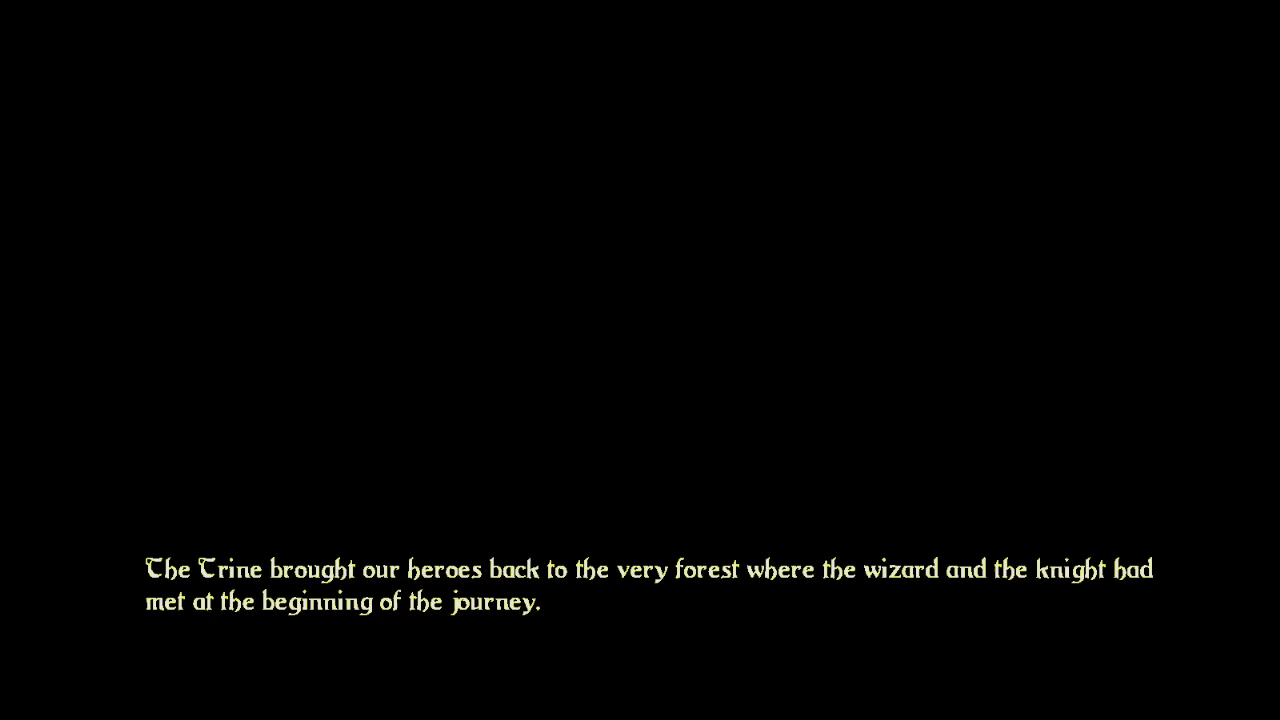 The Trine brought our heroes back to the very forest where the wizard and the knight had
met at the beginning of the journey.